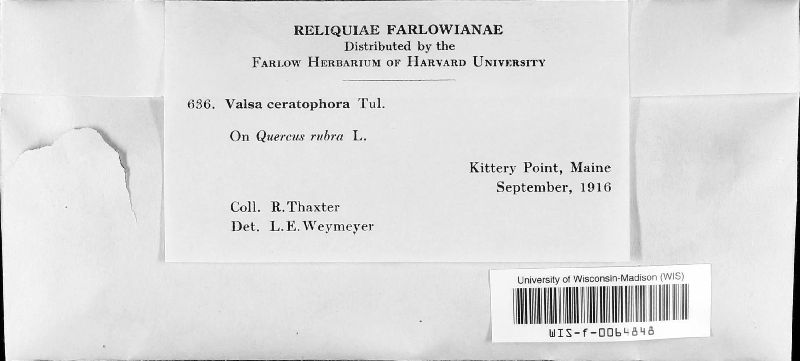 RELIQUIAE FARLOWIANAE
Distributed by the
FARLOW HERBARIUM OF HARVARD UNIVERSITY
636. Valsa ceratophora Tul.
On Quercus rubra L.
Kittery Point, Maine
September, 1916
Coll. R. Thaxter
Det. L. E. Weymeyer
University of Wisconsin-Madison (WIS)
WIS-f-0064848